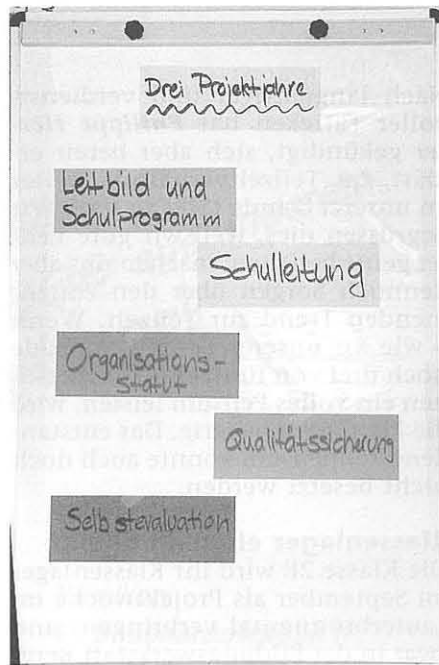 Drei Projektjahre
Leitbild und
Schulprogramm
Schulleitung
Organisations-
statut
Qualitätssicherung
Selbstevaluation